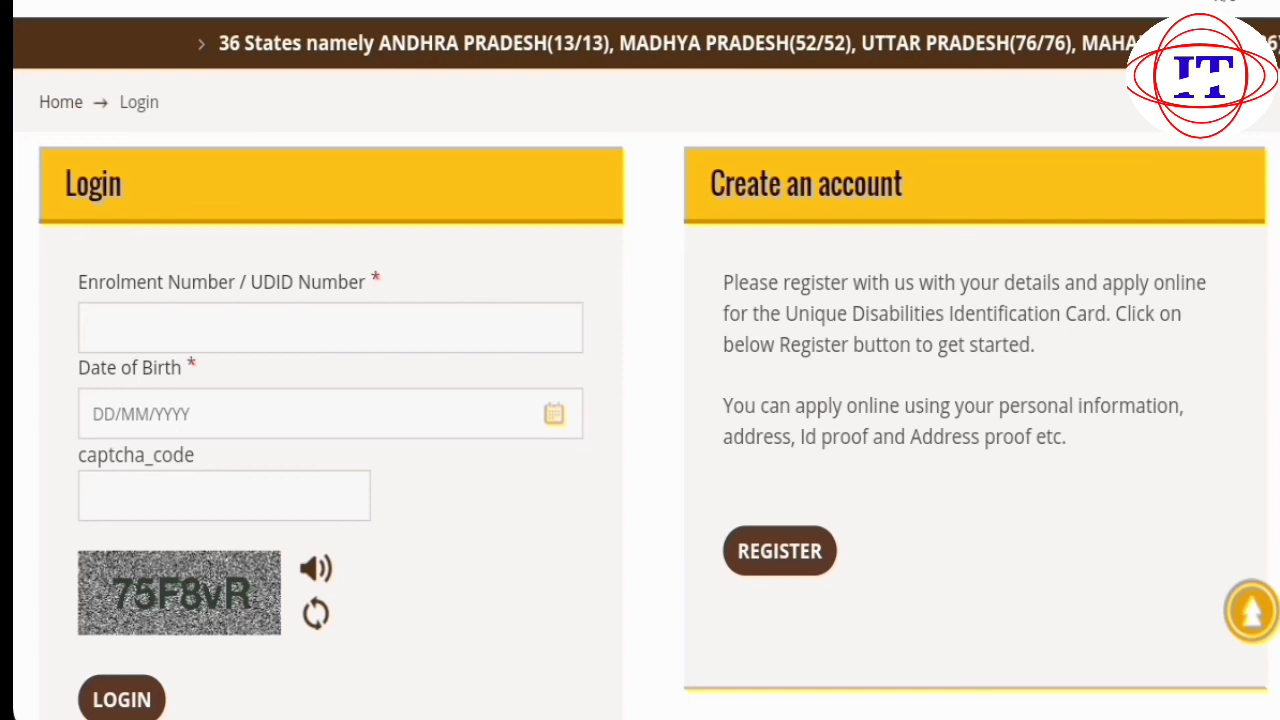 36 States namely ANDHRA PRADESH(13/13), MADHYA PRADESH(52/52), UTTAR PRADESH(76/76),
IT
Home → Login
Login
Create an account
Enrolment Number / UDID Number *
Date of Birth *
DD/MM/YYYY
captcha_code
75F8vR
LOGIN
Please register with us with your details and apply online
for the Unique Disabilities Identification Card. Click on
below Register button to get started.
You can apply online using your personal information,
address, Id proof and Address proof etc.
REGISTER